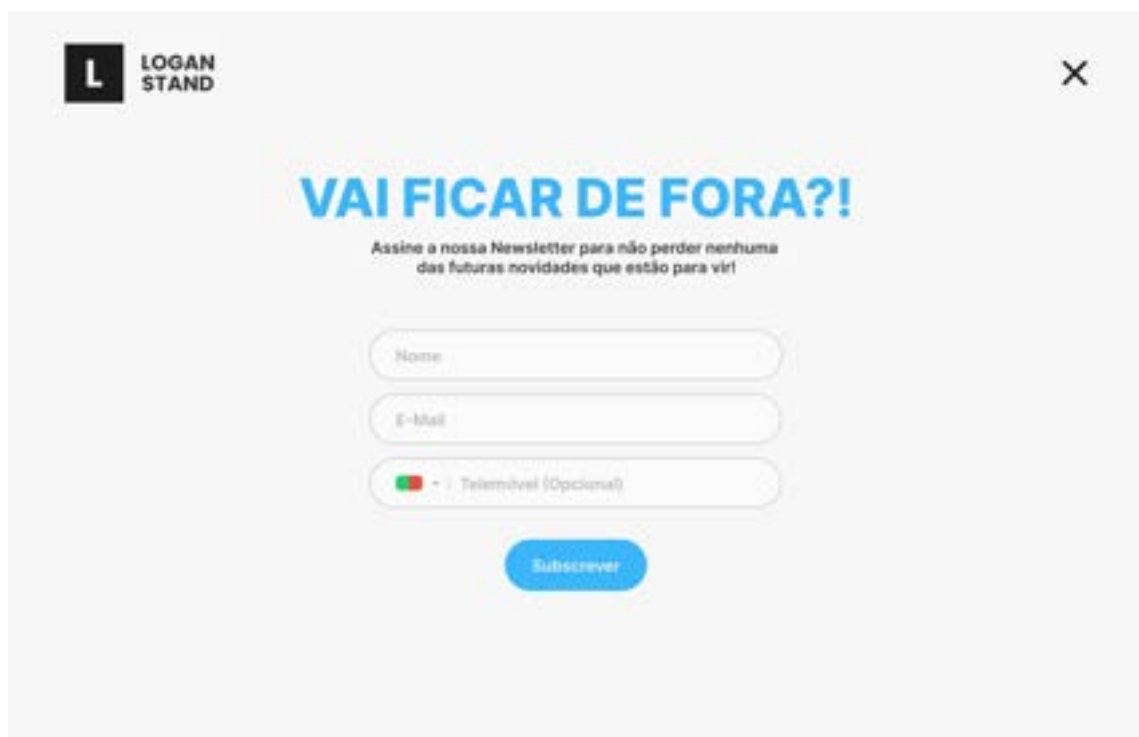 L
LOGAN
STAND
VAI FICAR DE FORA?!
Assine a nossa Newsletter para não perder nenhuma
das futuras novidades que estão para vir!
Nome
E-Mail
Telemóvel (Opcional)
Subscrever